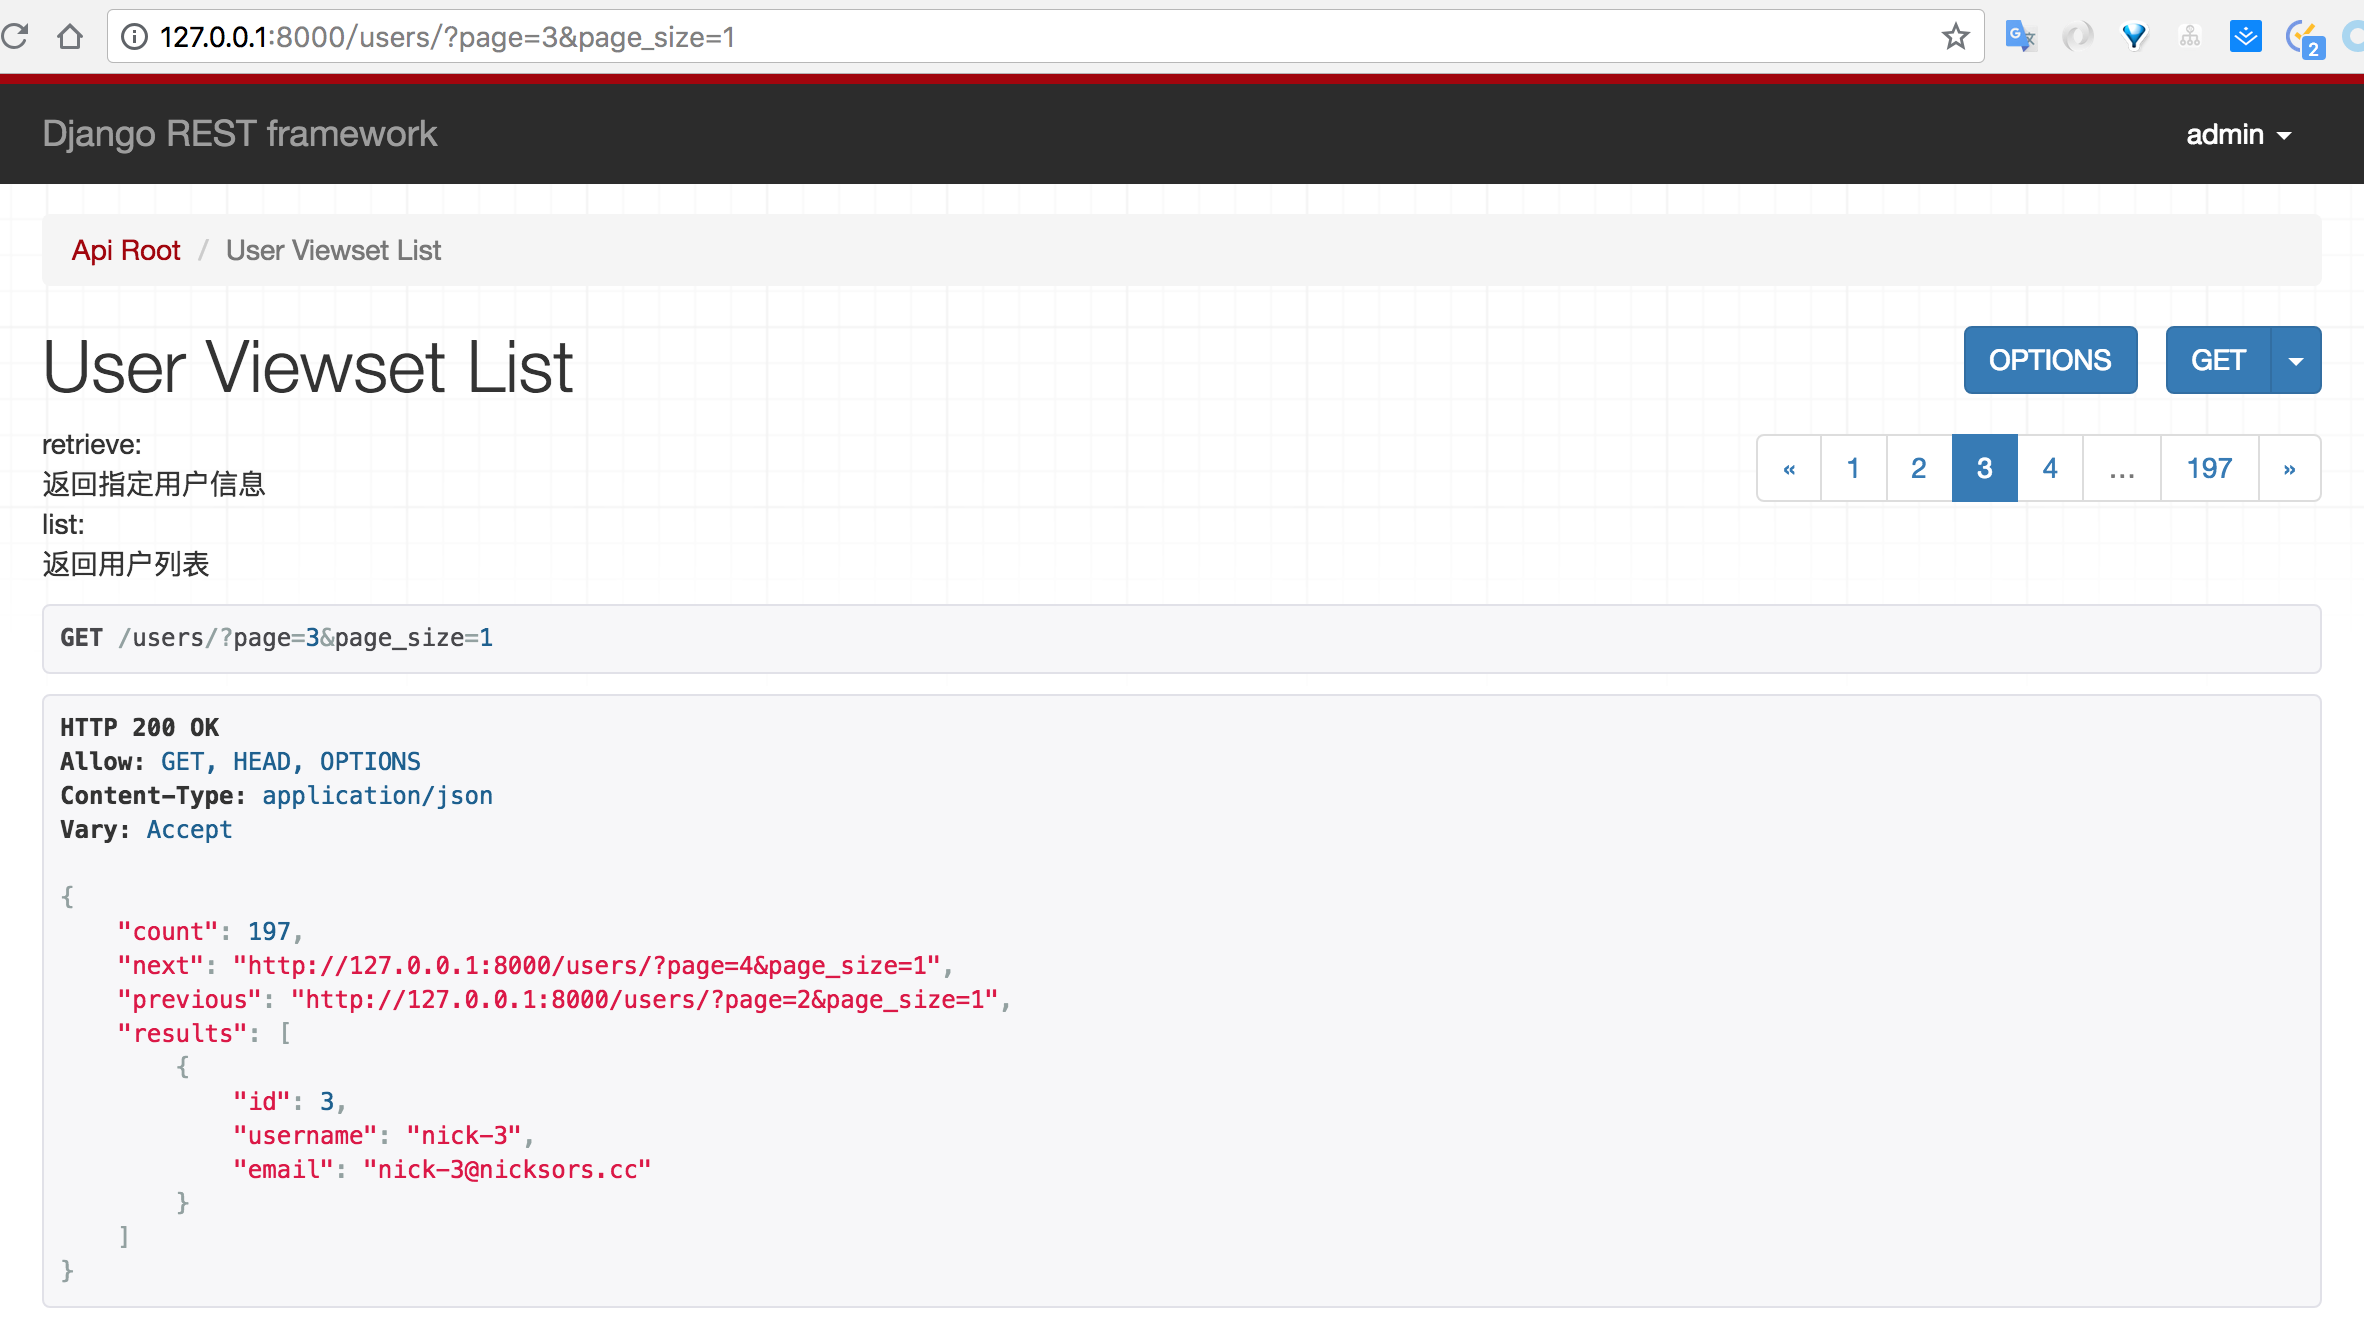 127.0.0.1:8000/users/?page=3&page_size=1
2
Django REST framework
admin
Api Root / User Viewset List
User Viewset List
OPTIONS
GET
retrieve:
返回指定用户信息
list:
返回用户列表
« 1 2 3 4 … 197 »
GET /users/?page=3&page_size=1
HTTP 200 OK
Allow: GET, HEAD, OPTIONS
Content-Type: application/json
Vary: Accept
{
    "count": 197,
    "next": "http://127.0.0.1:8000/users/?page=4&page_size=1",
    "previous": "http://127.0.0.1:8000/users/?page=2&page_size=1",
    "results": [
        {
            "id": 3,
            "username": "nick-3",
            "email": "nick-3@nicksors.cc"
        }
    ]
}